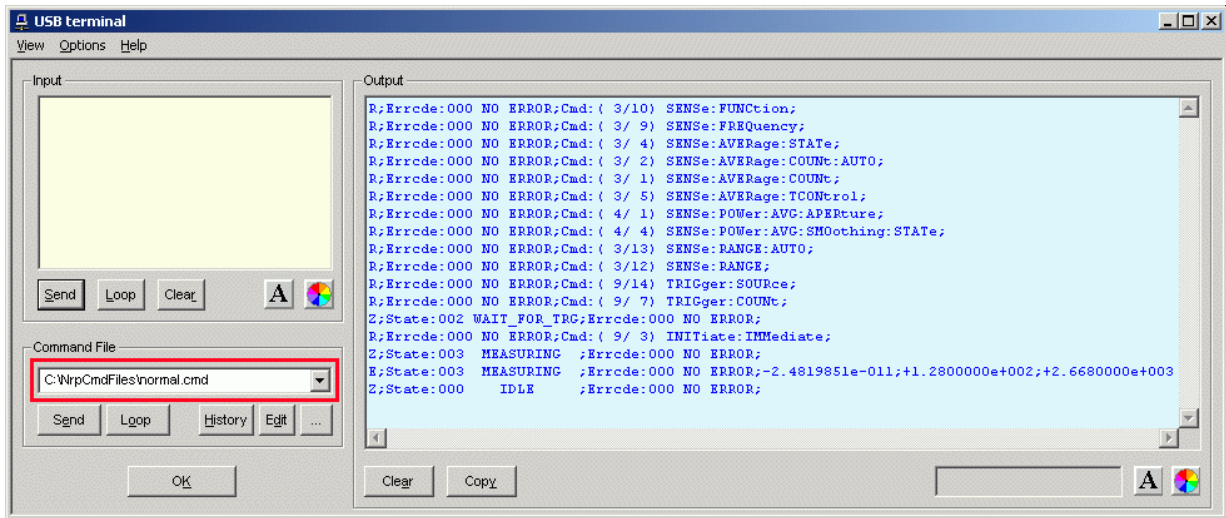 USB terminal
View Options Help
Input
Send Loop Clear
A
Command File
C:\NrpCmdFiles\normal.cmd
Send Loop History Edit ...
OK
Output
R;Errcde:000 NO ERROR;Cmd:( 3/10) SENSe:FUNCtion;
R;Errcde:000 NO ERROR;Cmd:( 3/ 9) SENSe:FREQuency;
R;Errcde:000 NO ERROR;Cmd:( 3/ 4) SENSe:AVERage:STATe;
R;Errcde:000 NO ERROR;Cmd:( 3/ 2) SENSe:AVERage:COUNt:AUTO;
R;Errcde:000 NO ERROR;Cmd:( 3/ 1) SENSe:AVERage:COUNt;
R;Errcde:000 NO ERROR;Cmd:( 3/ 5) SENSe:AVERage:TCONtrol;
R;Errcde:000 NO ERROR;Cmd:( 4/ 1) SENSe:POWer:AVG:APERture;
R;Errcde:000 NO ERROR;Cmd:( 4/ 4) SENSe:POWer:AVG:SMOothing:STATe;
R;Errcde:000 NO ERROR;Cmd:( 3/13) SENSe:RANGE:AUTO;
R;Errcde:000 NO ERROR;Cmd:( 3/12) SENSe:RANGE;
R;Errcde:000 NO ERROR;Cmd:( 9/14) TRIGger:SOURce;
R;Errcde:000 NO ERROR;Cmd:( 9/ 7) TRIGger:COUNt;
Z;State:002 WAIT_FOR_TRG;Errcde:000 NO ERROR;
R;Errcde:000 NO ERROR;Cmd:( 9/ 3) INITiate:IMMediate;
Z;State:003 MEASURING ;Errcde:000 NO ERROR;
E;State:003 MEASURING ;Errcde:000 NO ERROR;-2.4819851e-011;+1.2800000e+002;+2.6680000e+003
Z;State:000 IDLE ;Errcde:000 NO ERROR;
Clear Copy
A